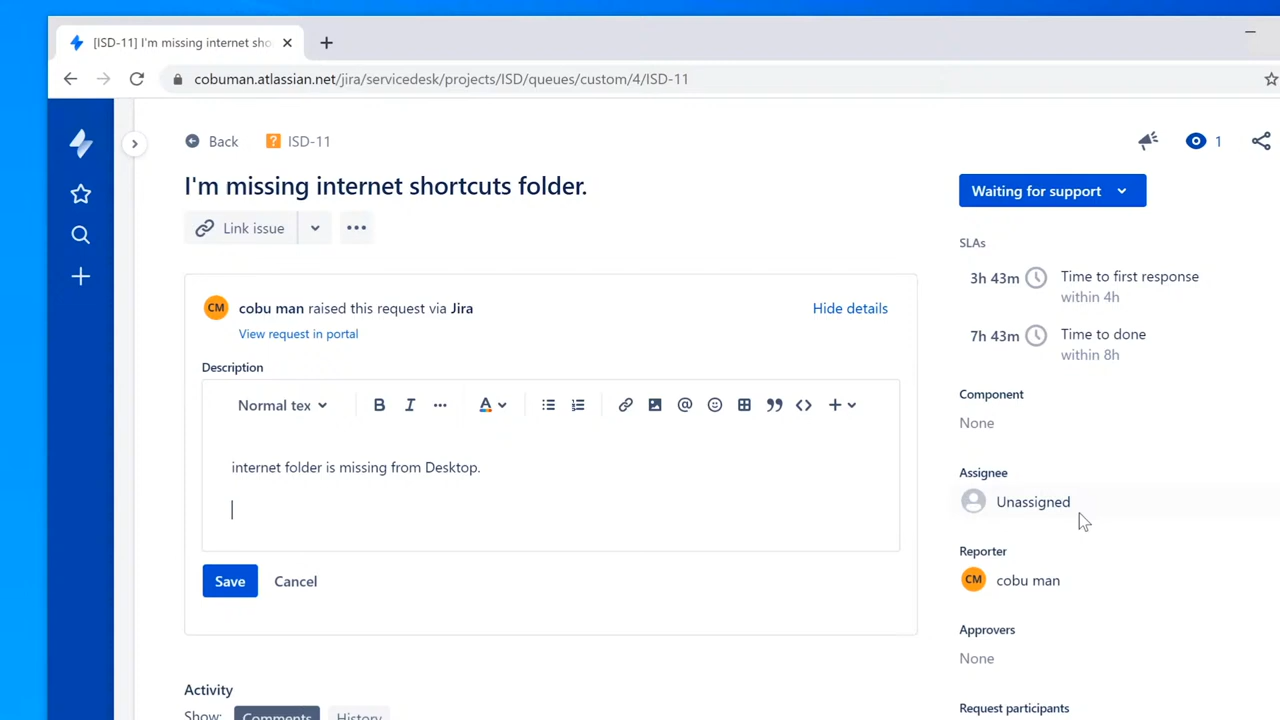 [ISD-11] I'm missing internet sho
cobuman.atlassian.net/jira/servicedesk/projects/ISD/queues/custom/4/ISD-11
Back
ISD-11
1
I'm missing internet shortcuts folder.
Waiting for support
Link issue
SLAs
3h 43m
Time to first response
within 4h
CM
cobu man raised this request via Jira
Hide details
View request in portal
7h 43m
Time to done
within 8h
Description
Normal tex
B
I
A
Component
None
internet folder is missing from Desktop.
Assignee
Unassigned
Reporter
CM
cobu man
Save
Cancel
Approvers
None
Activity
Request participants
Show:
Comments
History